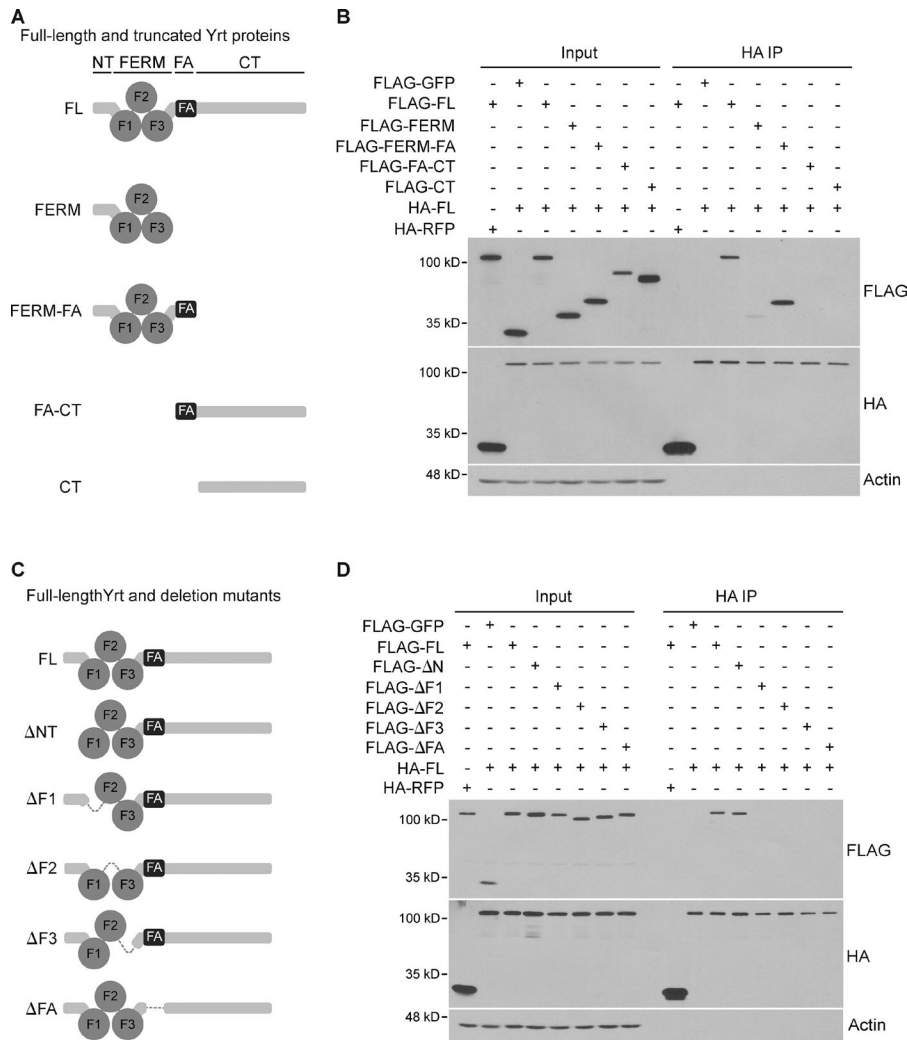 A
Full-length and truncated Yrt proteins
NT FERM FA CT
FL F1 F2 F3 FA
FERM F1 F2 F3
FERM-FA F1 F2 F3 FA
FA-CT FA
CT
B
Input HA IP
FLAG-GFP - + - - - - - - + - - - - -
FLAG-FL + - + - - - - + - + - - - -
FLAG-FERM - - - + - - - - - - + - - -
FLAG-FERM-FA - - - - + - - - - - - + - -
FLAG-FA-CT - - - - - + - - - - - - + -
FLAG-CT - - - - - - + - - - - - - +
HA-FL - + + + + + + - + + + + + +
HA-RFP + - - - - - - + - - - - - -
100 kD
35 kD
FLAG
100 kD
35 kD
HA
48 kD
Actin
C
Full-lengthYrt and deletion mutants
FL F1 F2 F3 FA
ΔNT F1 F2 F3 FA
ΔF1 F2 F3 FA
ΔF2 F1 F3 FA
ΔF3 F1 F2 FA
ΔFA F1 F2 F3
D
Input HA IP
FLAG-GFP - + - - - - - - - + - - - - - -
FLAG-FL + - + - - - - - + - + - - - - -
FLAG-ΔN - - - + - - - - - - - + - - - -
FLAG-ΔF1 - - - - + - - - - - - - + - - -
FLAG-ΔF2 - - - - - + - - - - - - - + - -
FLAG-ΔF3 - - - - - - + - - - - - - - + -
FLAG-ΔFA - - - - - - - + - - - - - - - +
HA-FL - + + + + + + + - + + + + + + +
HA-RFP + - - - - - - - + - - - - - - -
100 kD
35 kD
FLAG
100 kD
35 kD
HA
48 kD
Actin